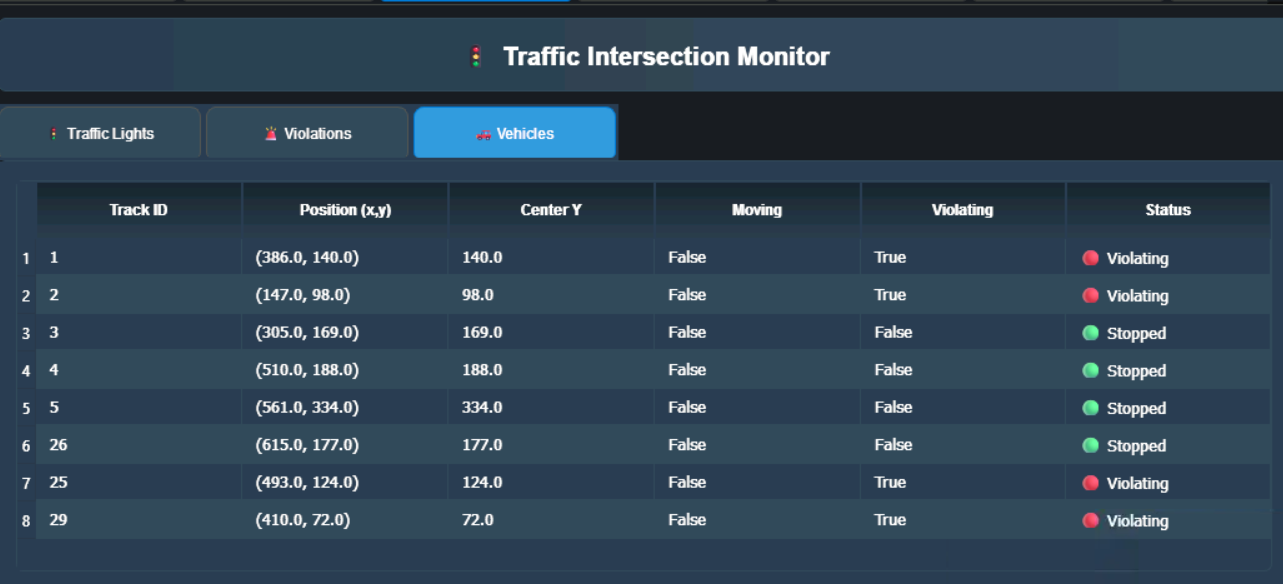 Traffic Intersection Monitor
Traffic Lights Violations Vehicles
Track ID Position (x,y) Center Y Moving Violating Status
1 1 (386.0, 140.0) 140.0 False True Violating
2 2 (147.0, 98.0) 98.0 False True Violating
3 3 (305.0, 169.0) 169.0 False False Stopped
4 4 (510.0, 188.0) 188.0 False False Stopped
5 5 (561.0, 334.0) 334.0 False False Stopped
6 26 (615.0, 177.0) 177.0 False False Stopped
7 25 (493.0, 124.0) 124.0 False True Violating
8 29 (410.0, 72.0) 72.0 False True Violating